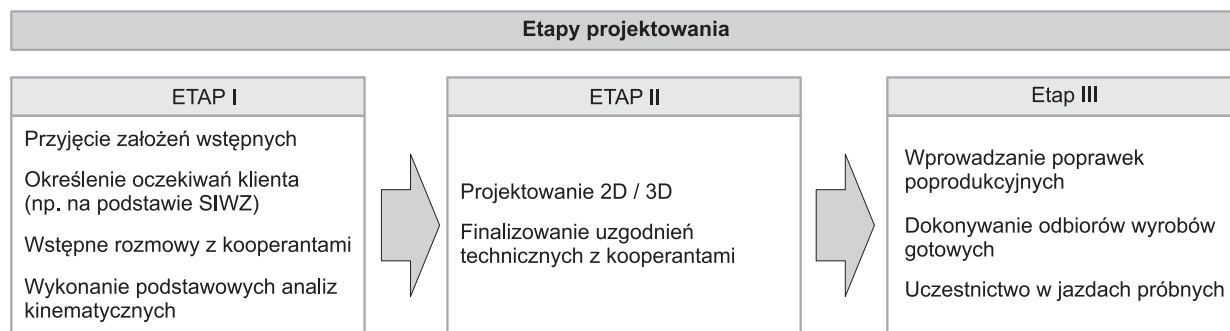 Etapy projektowania
ETAP I
Przyjęcie założeń wstępnych
Określenie oczekiwań klienta
(np. na podstawie SIWZ)
Wstępne rozmowy z kooperantami
Wykonanie podstawowych analiz
kinematycznych
ETAP II
Projektowanie 2D / 3D
Finalizowanie uzgodnień
technicznych z kooperantami
Etap III
Wprowadzanie poprawek
poprodukcyjnych
Dokonywanie odbiorów wyrobów
gotowych
Uczestnictwo w jazdach próbnych